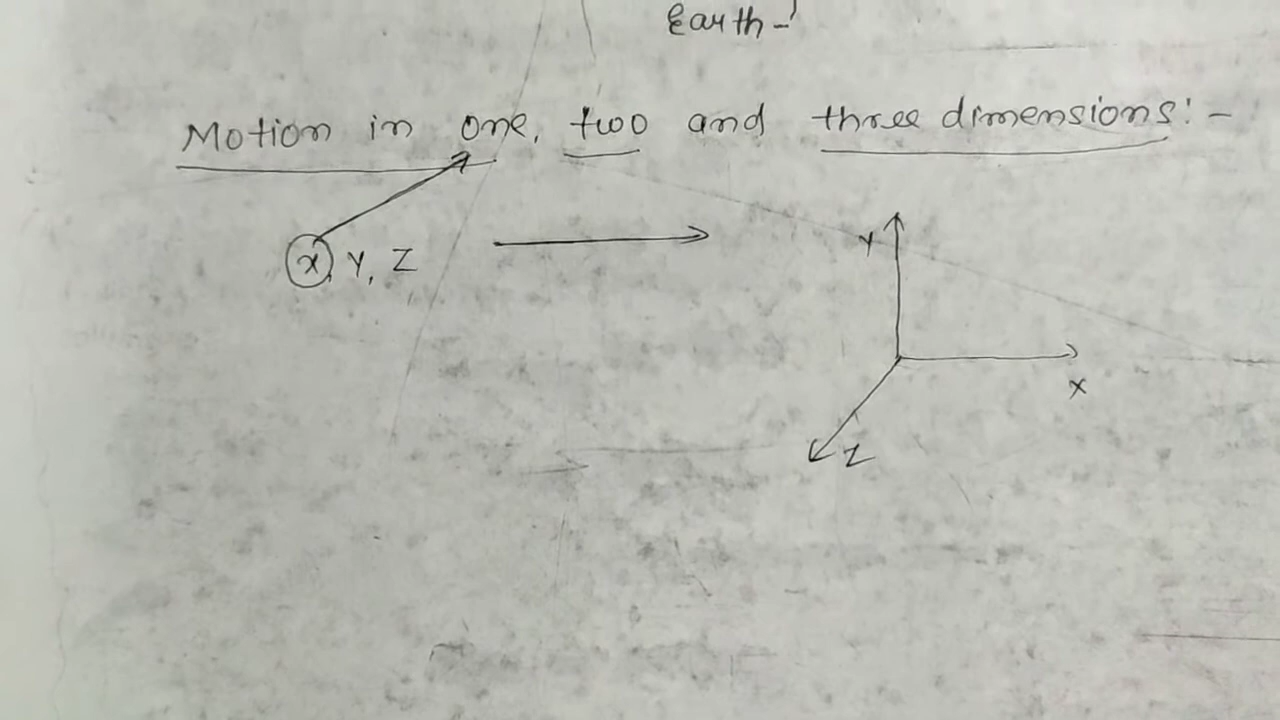 Earth -
Motion in one, two and three dimensions: -
x, Y, Z
Y
X
Z